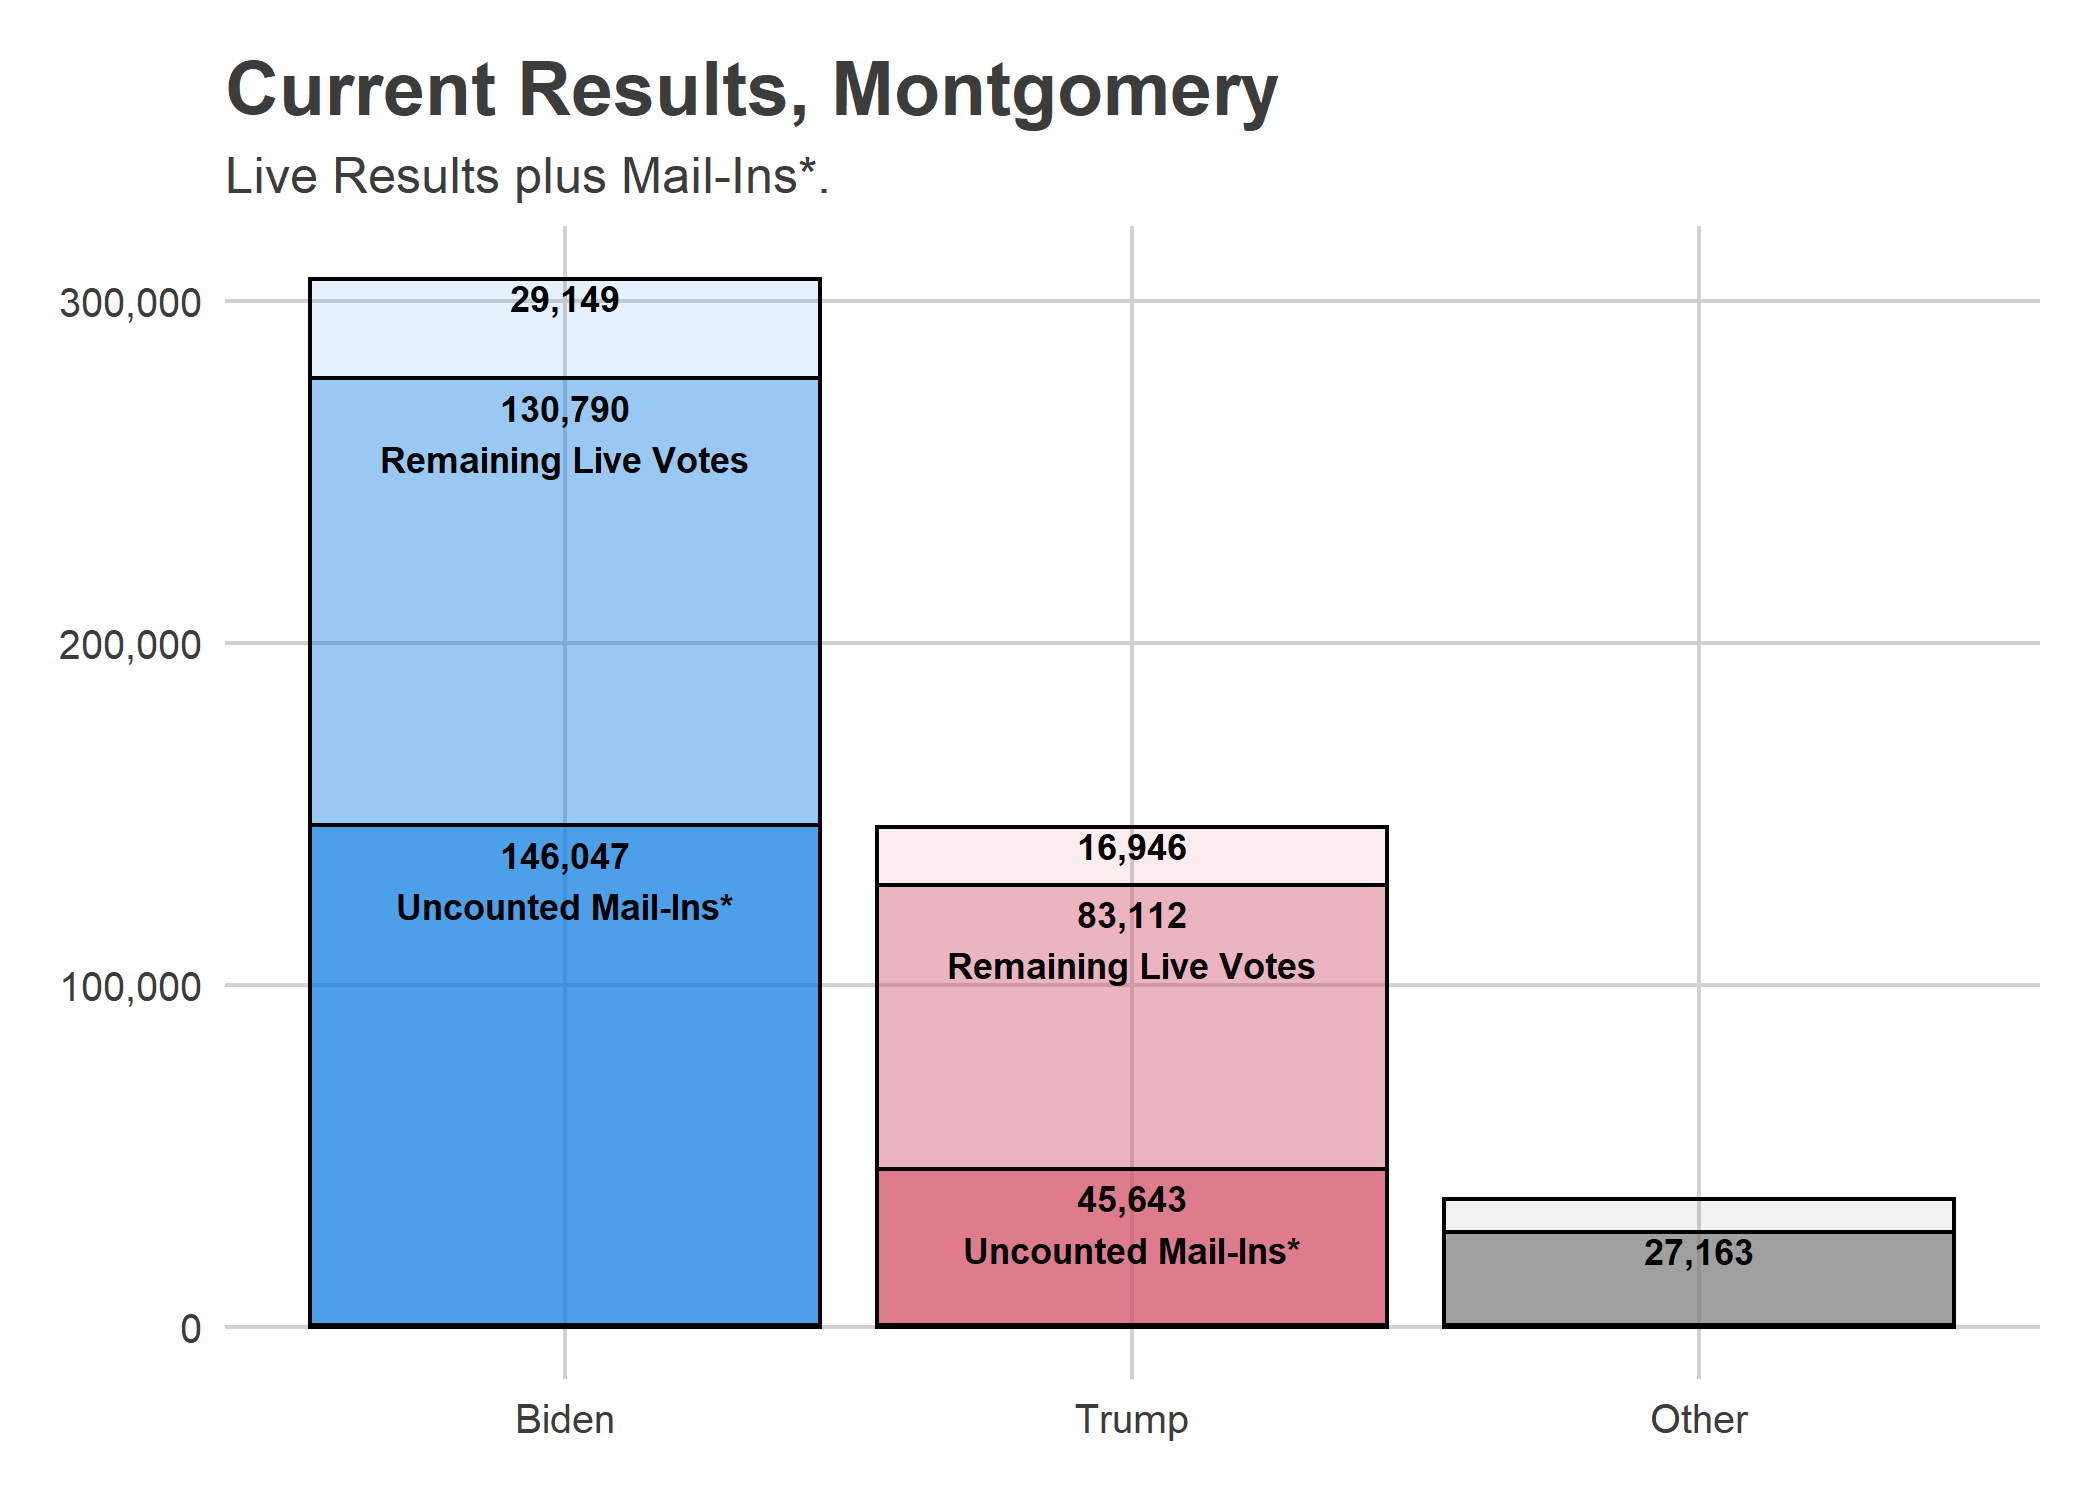 Current Results, Montgomery
Live Results plus Mail-Ins*.
300,000
200,000
100,000
0
29,149
130,790
Remaining Live Votes
146,047
Uncounted Mail-Ins*
16,946
83,112
Remaining Live Votes
45,643
Uncounted Mail-Ins*
27,163
Biden
Trump
Other